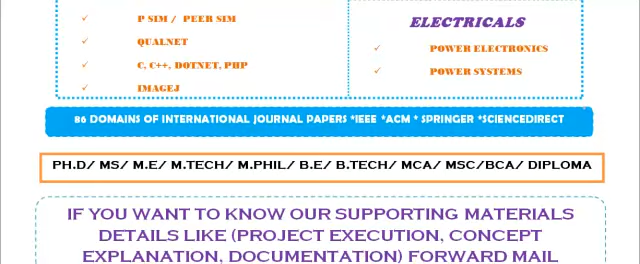 P SIM / PEER SIM
QUALNET
C, C++, DOTNET, PHP
IMAGEJ
ELECTRICALS
POWER ELECTRONICS
POWER SYSTEMS
86 DOMAINS OF INTERNATIONAL JOURNAL PAPERS *IEEE *ACM * SPRINGER *SCIENCEDIRECT
PH.D/ MS/ M.E/ M.TECH/ M.PHIL/ B.E/ B.TECH/ MCA/ MSC/BCA/ DIPLOMA
IF YOU WANT TO KNOW OUR SUPPORTING MATERIALS
DETAILS LIKE (PROJECT EXECUTION, CONCEPT
EXPLANATION, DOCUMENTATION) FORWARD MAIL